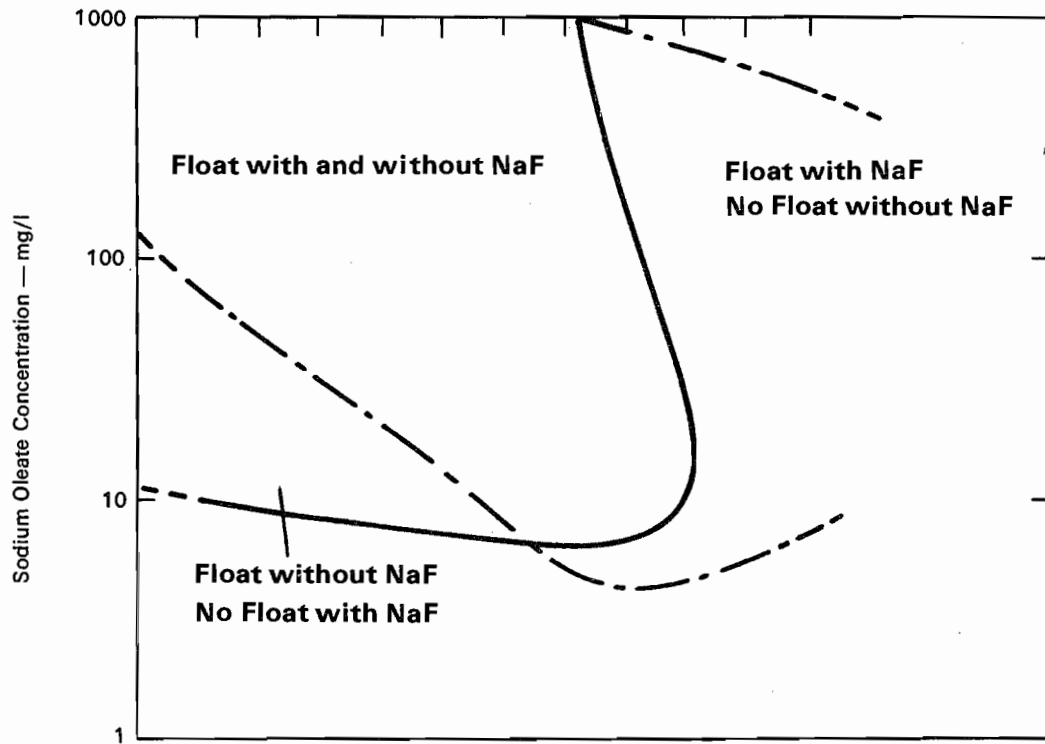 1000
Float with and without NaF
Float with NaF
No Float without NaF
100
Sodium Oleate Concentration — mg/l
10
Float without NaF
No Float with NaF
1